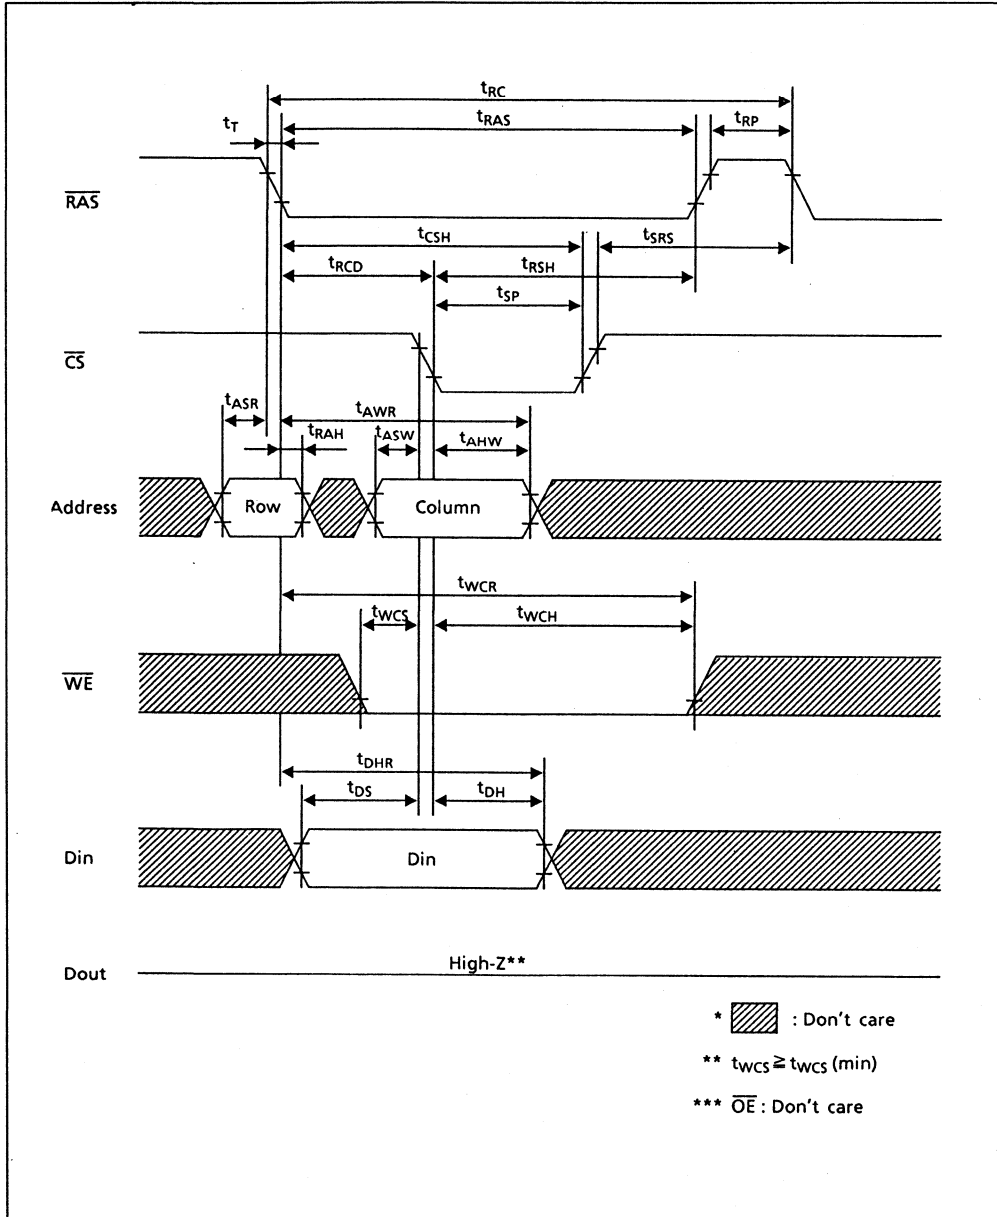 tRC
tT
tRAS
tRP
RAS
tCSH
tSRS
tRCD
tRSH
tSP
CS
tASR
tAWR
tRAH
tASW
tAHW
Address
Row
Column
tWCR
tWCS
tWCH
WE
tDHR
tDS
tDH
Din
Din
Dout
High-Z**
* : Don't care
** tWCS ≧ tWCS (min)
*** OE : Don't care